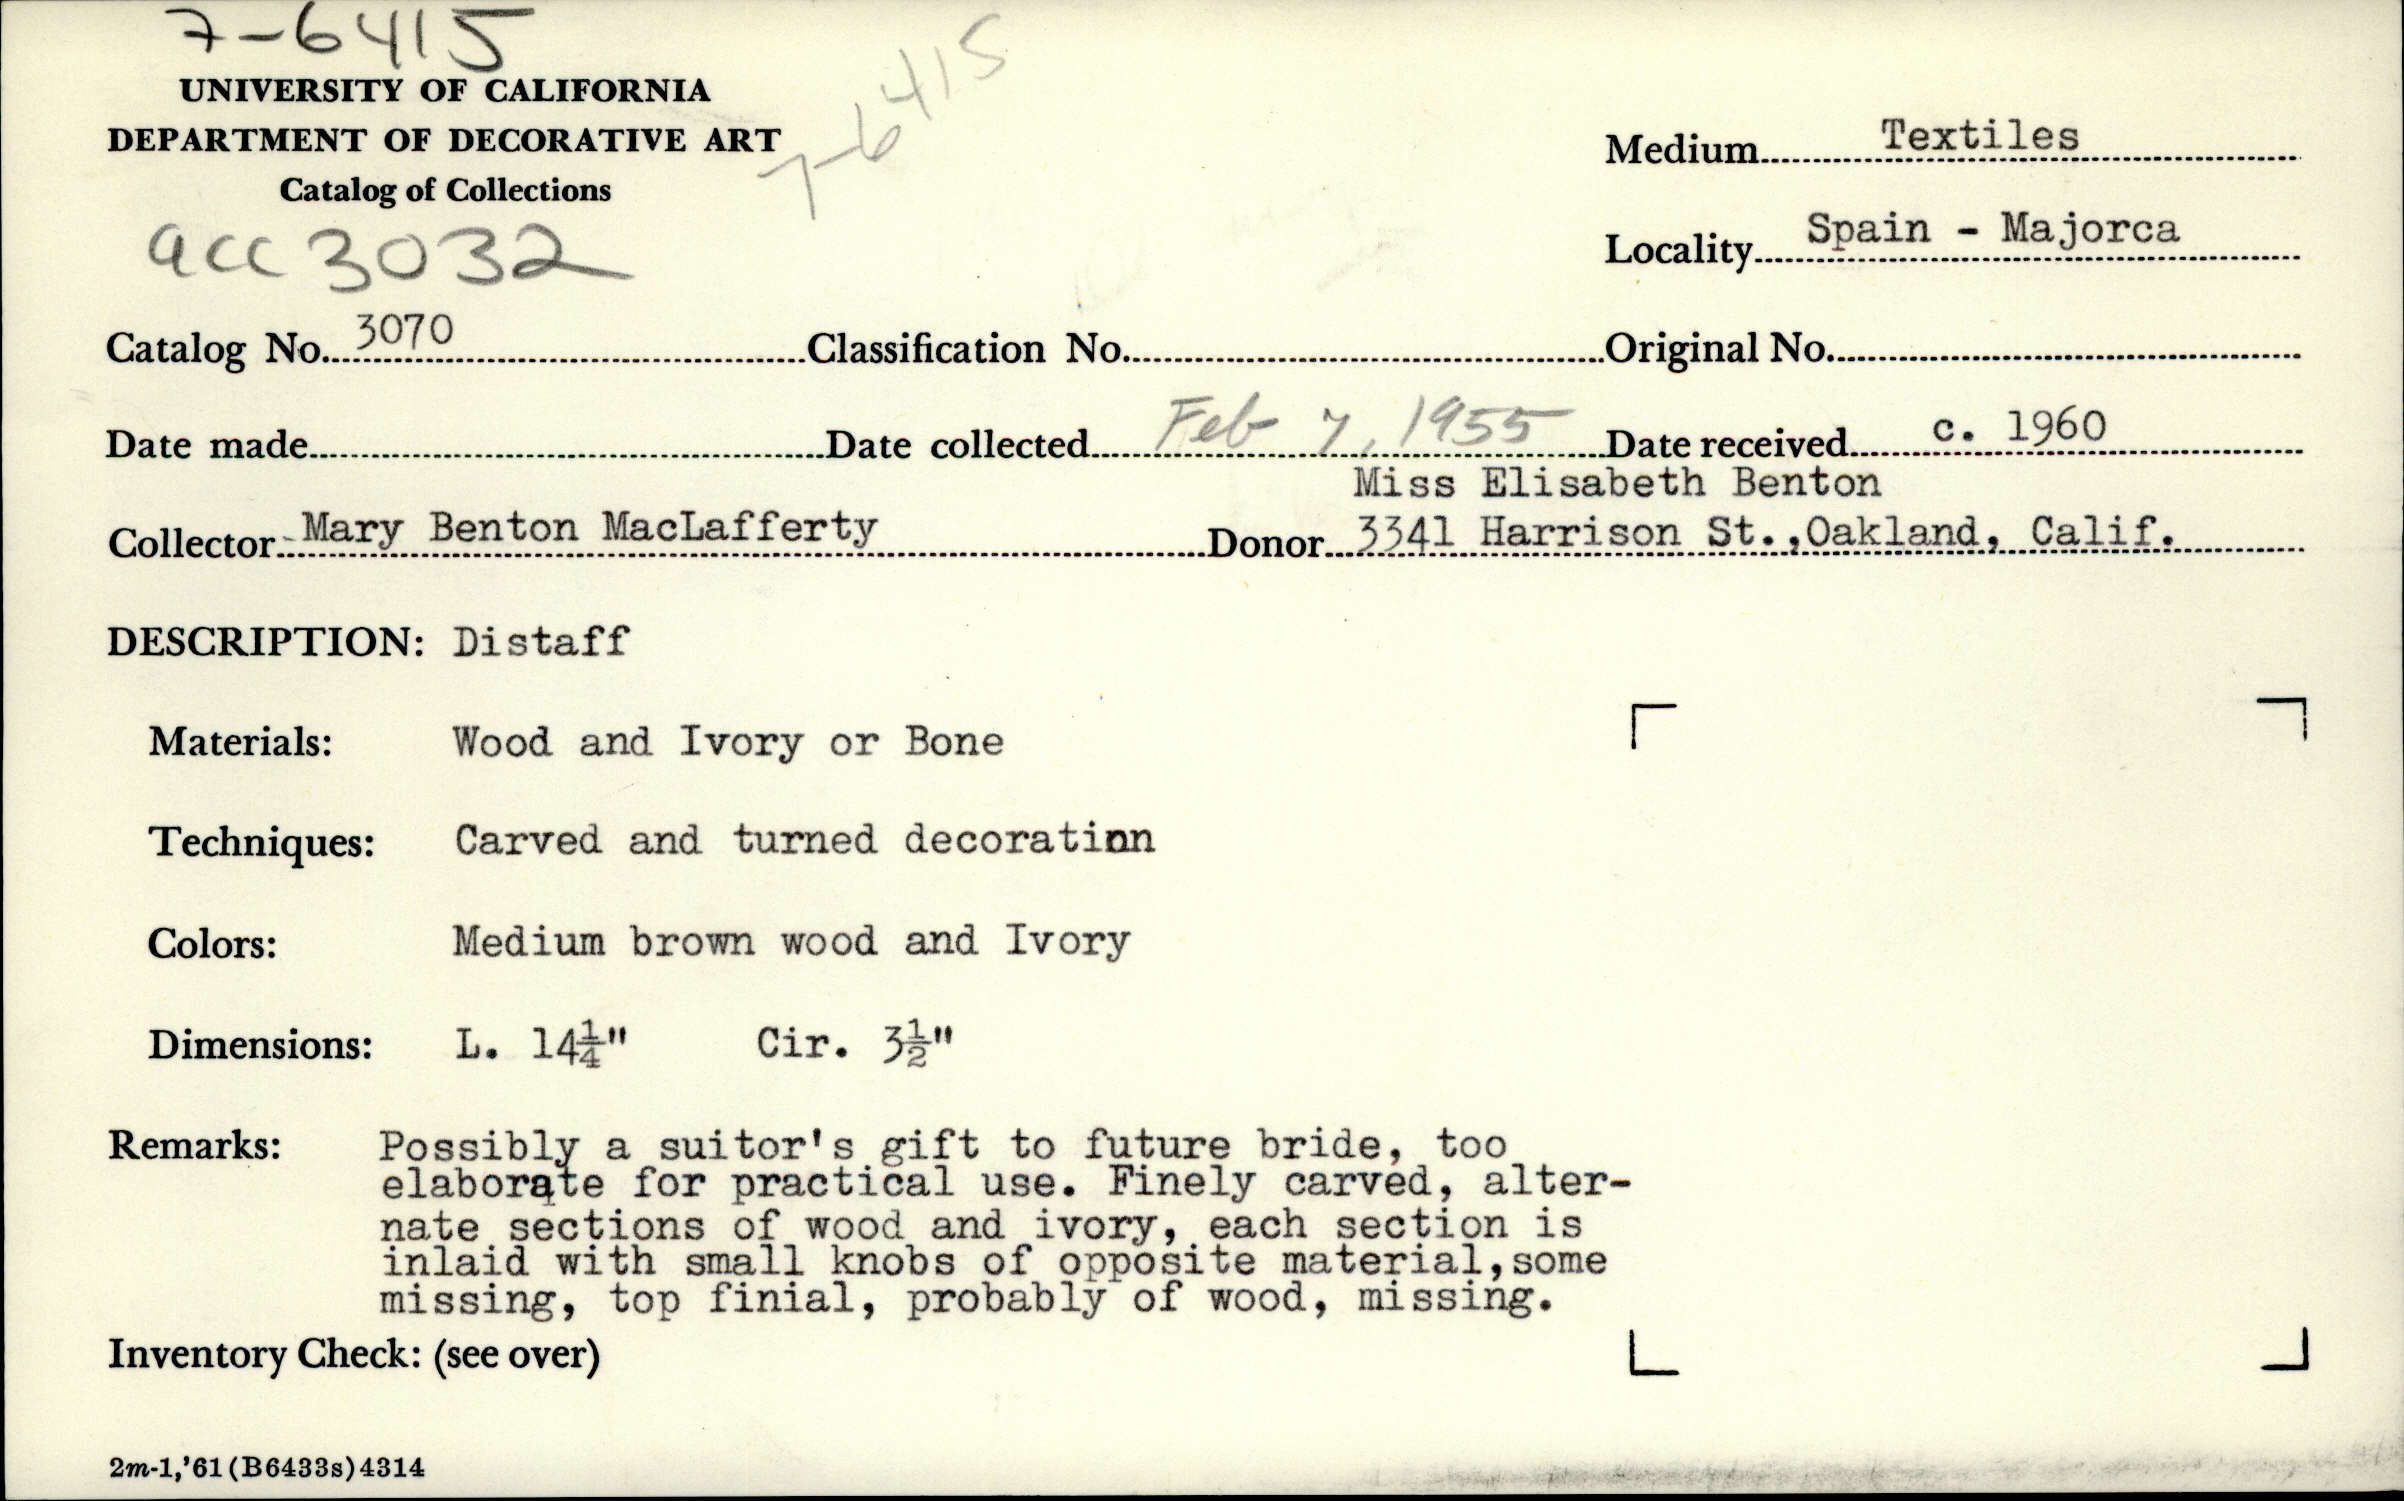 7-6415
7-6415
UNIVERSITY OF CALIFORNIA
DEPARTMENT OF DECORATIVE ART
Catalog of Collections
acc 3032
Medium Textiles
Locality Spain - Majorca
Catalog No. 3070 Classification No. Original No.
Date made Date collected Feb 7, 1955 Date received c. 1960
Miss Elisabeth Benton
Collector Mary Benton MacLafferty Donor 3341 Harrison St.,Oakland, Calif.
DESCRIPTION: Distaff
Materials: Wood and Ivory or Bone
Techniques: Carved and turned decoration
Colors: Medium brown wood and Ivory
Dimensions: L. 14¼" Cir. 3½"
Remarks: Possibly a suitor's gift to future bride, too
elaborate for practical use. Finely carved, alter-
nate sections of wood and ivory, each section is
inlaid with small knobs of opposite material,some
missing, top finial, probably of wood, missing.
Inventory Check: (see over)
2m-1,'61(B6433s)4314